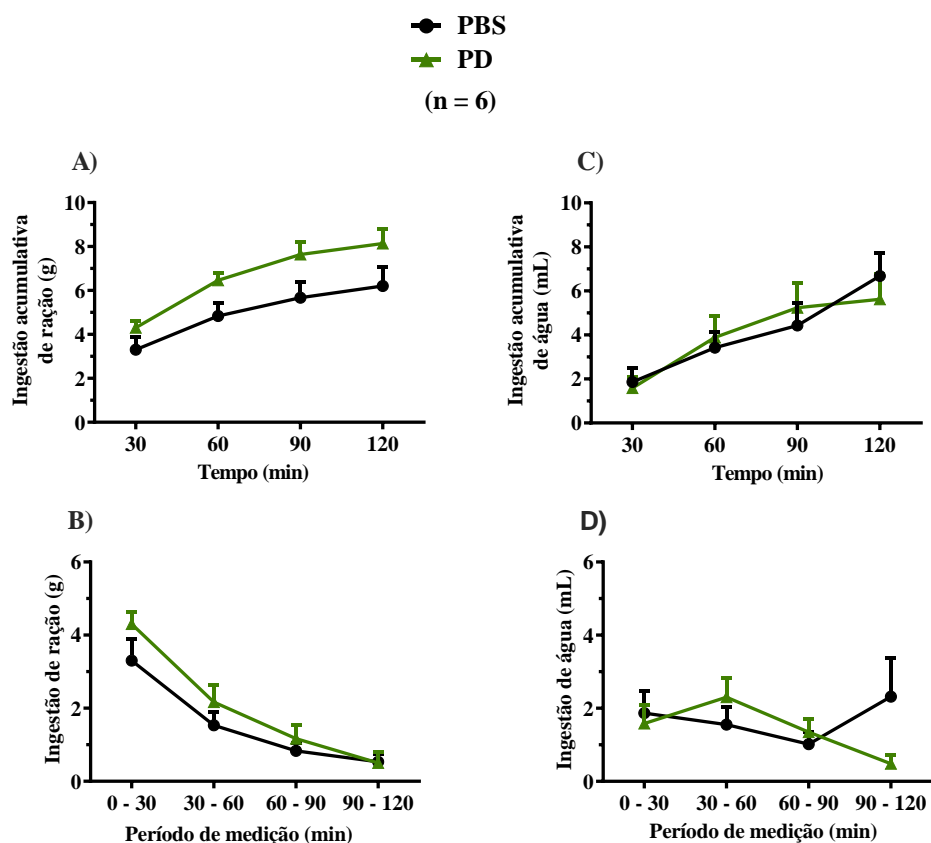 PBS
PD
(n = 6)
A)
Ingestão acumulativa
de ração (g)
10
8
6
4
2
0
30 60 90 120
Tempo (min)
C)
Ingestão acumulativa
de água (mL)
10
8
6
4
2
0
30 60 90 120
Tempo (min)
B)
Ingestão de ração (g)
6
4
2
0
0 - 30 30 - 60 60 - 90 90 - 120
Período de medição (min)
D)
Ingestão de água (mL)
6
4
2
0
0 - 30 30 - 60 60 - 90 90 - 120
Período de medição (min)